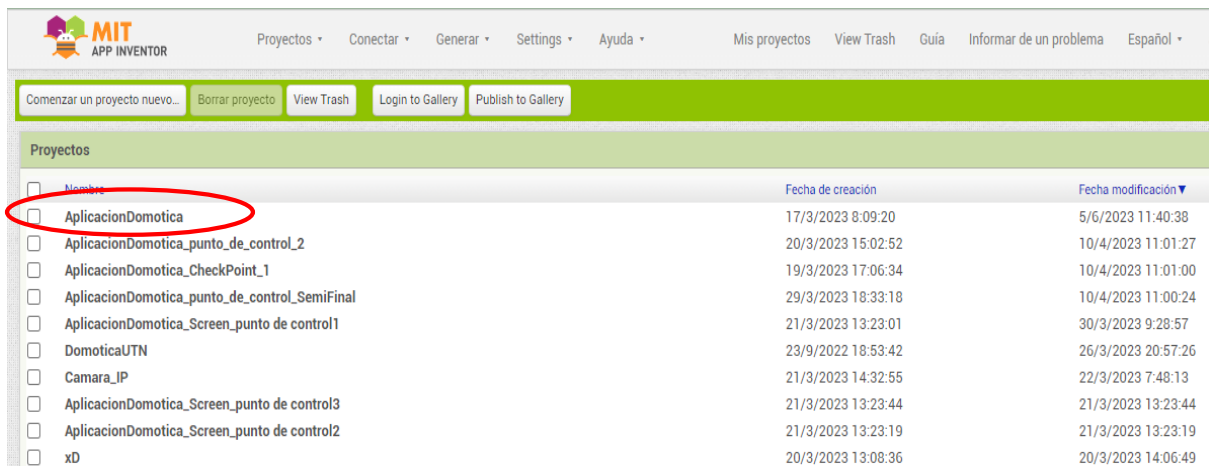 MIT
APP INVENTOR
Proyectos Conectar Generar Settings Ayuda Mis proyectos View Trash Guía Informar de un problema Español
Comenzar un proyecto nuevo... Borrar proyecto View Trash Login to Gallery Publish to Gallery
Proyectos
Nombre Fecha de creación Fecha modificación▼
AplicacionDomotica 17/3/2023 8:09:20 5/6/2023 11:40:38
AplicacionDomotica_punto_de_control_2 20/3/2023 15:02:52 10/4/2023 11:01:27
AplicacionDomotica_CheckPoint_1 19/3/2023 17:06:34 10/4/2023 11:01:00
AplicacionDomotica_punto_de_control_SemiFinal 29/3/2023 18:33:18 10/4/2023 11:00:24
AplicacionDomotica_Screen_punto de control1 21/3/2023 13:23:01 30/3/2023 9:28:57
DomoticaUTN 23/9/2022 18:53:42 26/3/2023 20:57:26
Camara_IP 21/3/2023 14:32:55 22/3/2023 7:48:13
AplicacionDomotica_Screen_punto de control3 21/3/2023 13:23:44 21/3/2023 13:23:44
AplicacionDomotica_Screen_punto de control2 21/3/2023 13:23:19 21/3/2023 13:23:19
xD 20/3/2023 13:08:36 20/3/2023 14:06:49